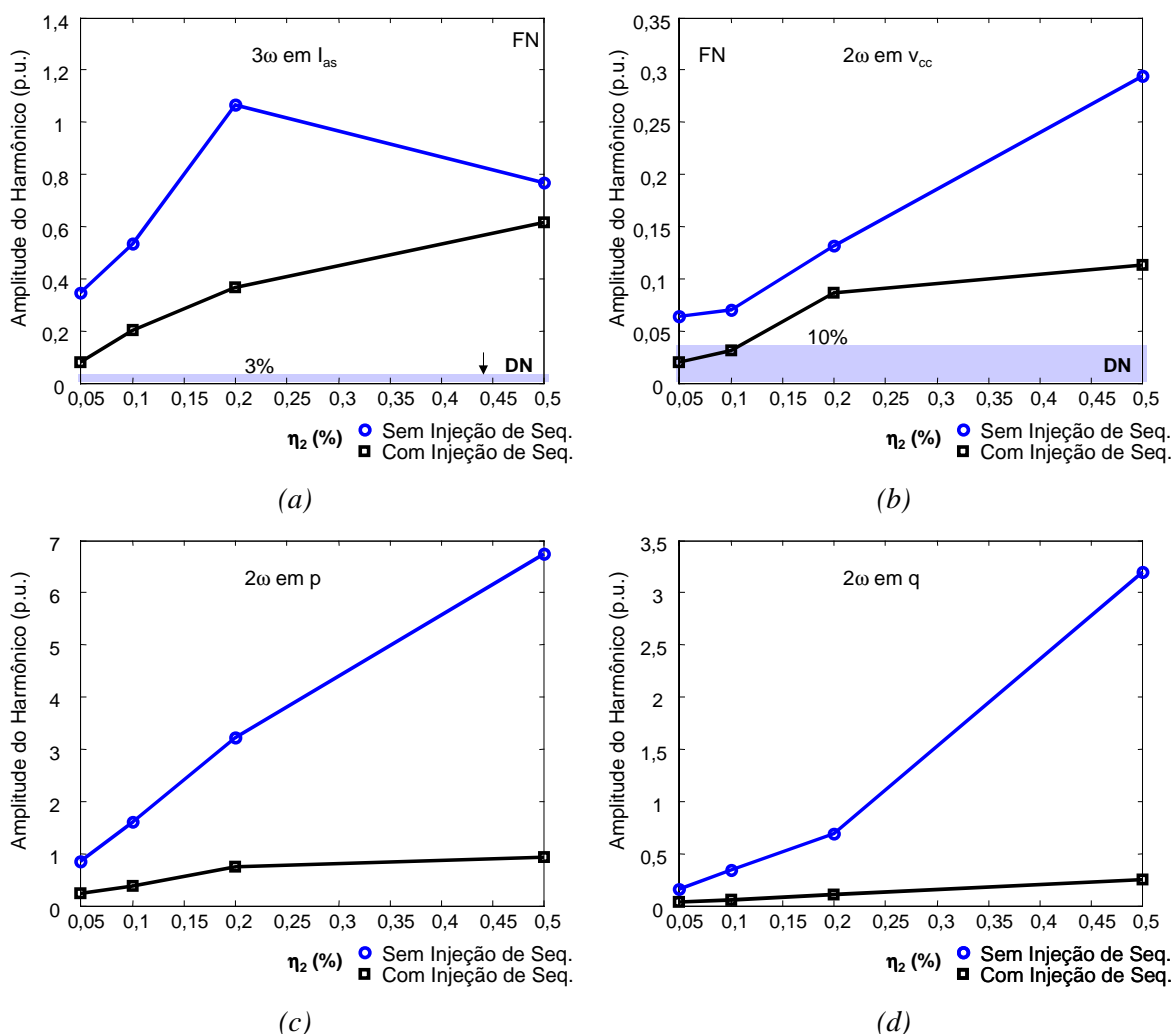 1,4
1,2
1
0,8
0,6
0,4
0,2
0
Amplitude do Harmônico (p.u.)
3ω em I_as
FN
3%
DN
0,05 0,1 0,15 0,2 0,25 0,3 0,35 0,4 0,45 0,5
η₂ (%)
Sem Injeção de Seq.
Com Injeção de Seq.
(a)
0,35
0,3
0,25
0,2
0,15
0,1
0,05
0
Amplitude do Harmônico (p.u.)
FN
2ω em v_cc
10%
DN
0,05 0,1 0,15 0,2 0,25 0,3 0,35 0,4 0,45 0,5
η₂ (%)
Sem Injeção de Seq.
Com Injeção de Seq.
(b)
7
6
5
4
3
2
1
0
Amplitude do Harmônico (p.u.)
2ω em p
0,05 0,1 0,15 0,2 0,25 0,3 0,35 0,4 0,45 0,5
η₂ (%)
Sem Injeção de Seq.
Com Injeção de Seq.
(c)
3,5
3
2,5
2
1,5
1
0,5
0
Amplitude do Harmônico (p.u.)
2ω em q
0,05 0,1 0,15 0,2 0,25 0,3 0,35 0,4 0,45 0,5
η₂ (%)
Sem Injeção de Seq.
Com Injeção de Seq.
(d)